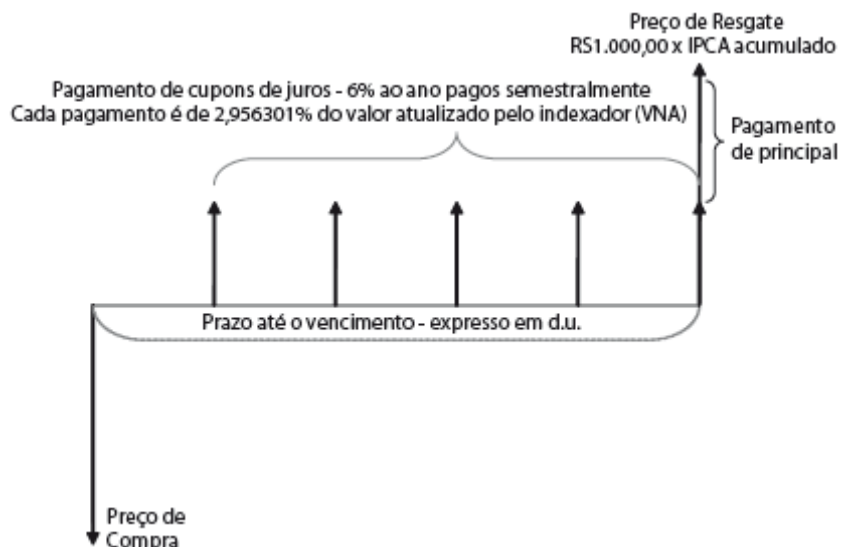 Preço de Resgate
RS1.000,00 x IPCA acumulado
Pagamento de cupons de juros - 6% ao ano pagos semestralmente
Cada pagamento é de 2,956301% do valor atualizado pelo indexador (VNA)
Pagamento
de principal
Prazo até o vencimento - expresso em d.u.
Preço de
Compra